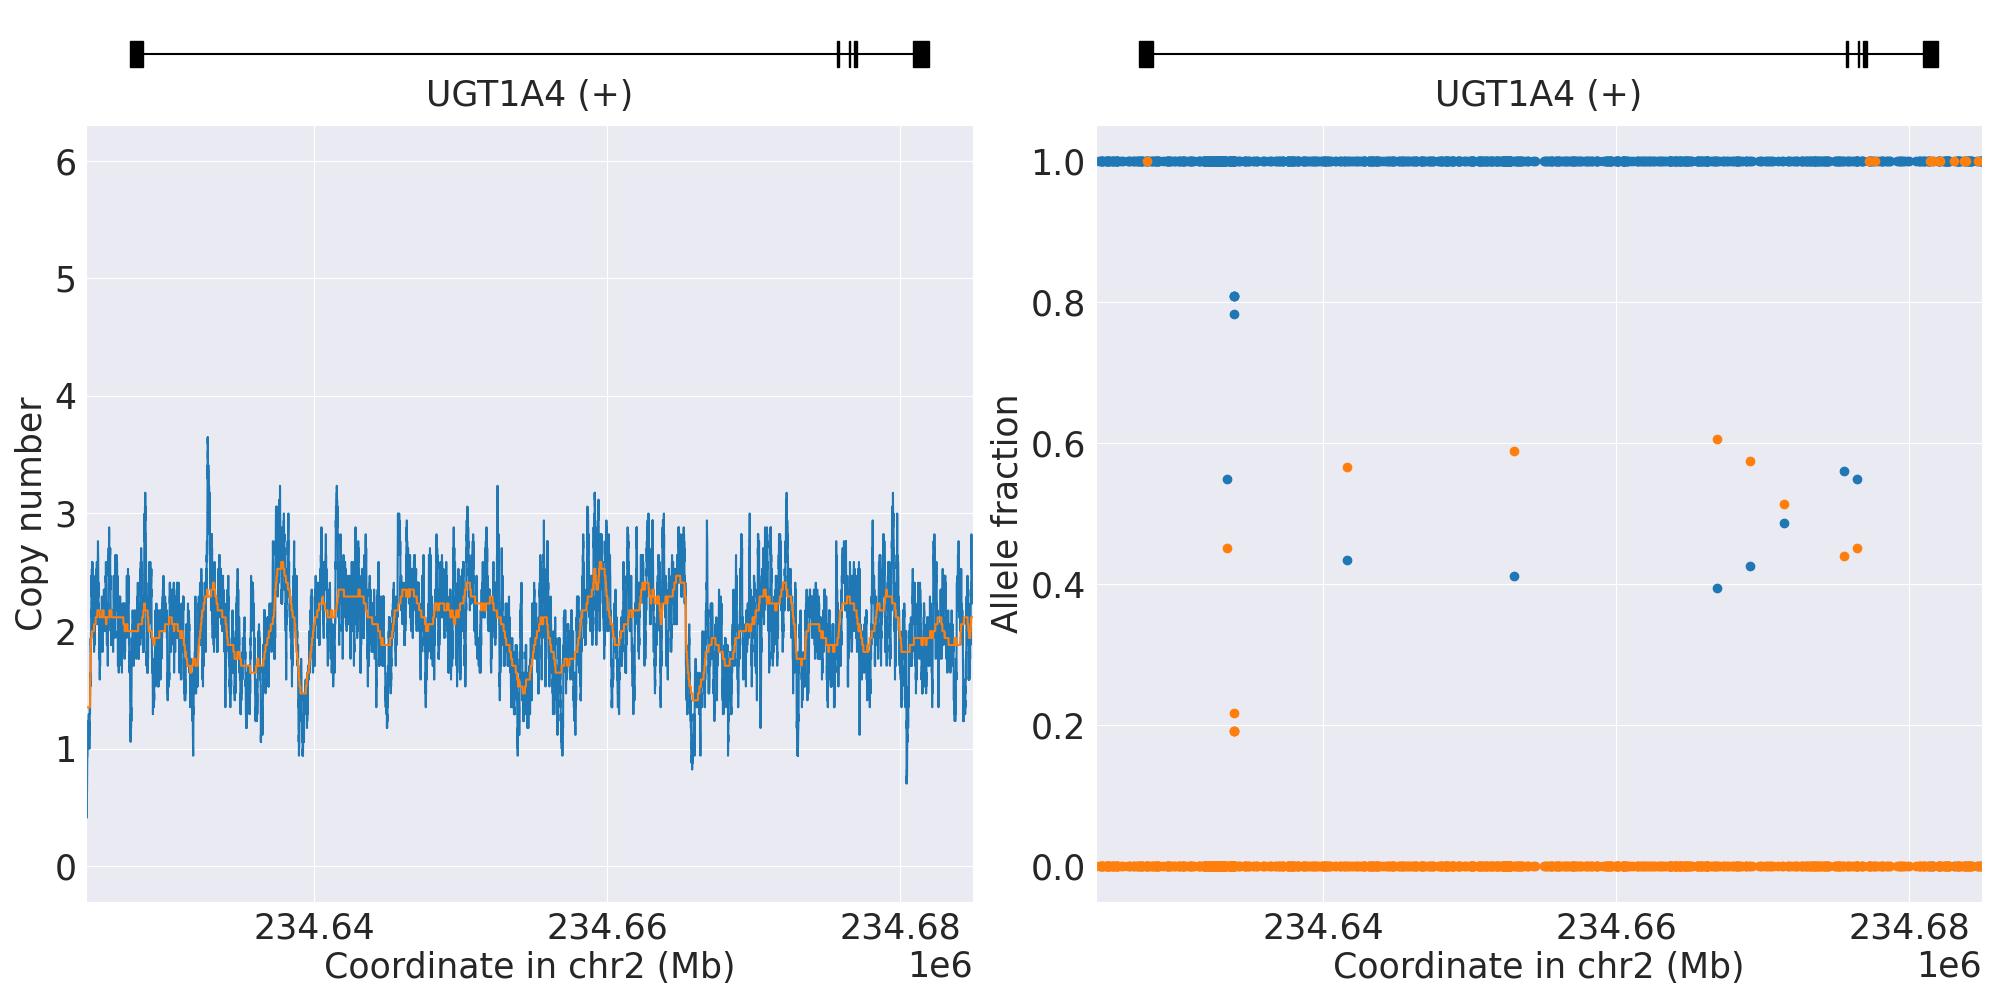 UGT1A4 (+)
6
5
4
3
2
1
0
Copy number
234.64
234.66
234.68
Coordinate in chr2 (Mb)
1e6
UGT1A4 (+)
1.0
0.8
0.6
0.4
0.2
0.0
Allele fraction
234.64
234.66
234.68
Coordinate in chr2 (Mb)
1e6